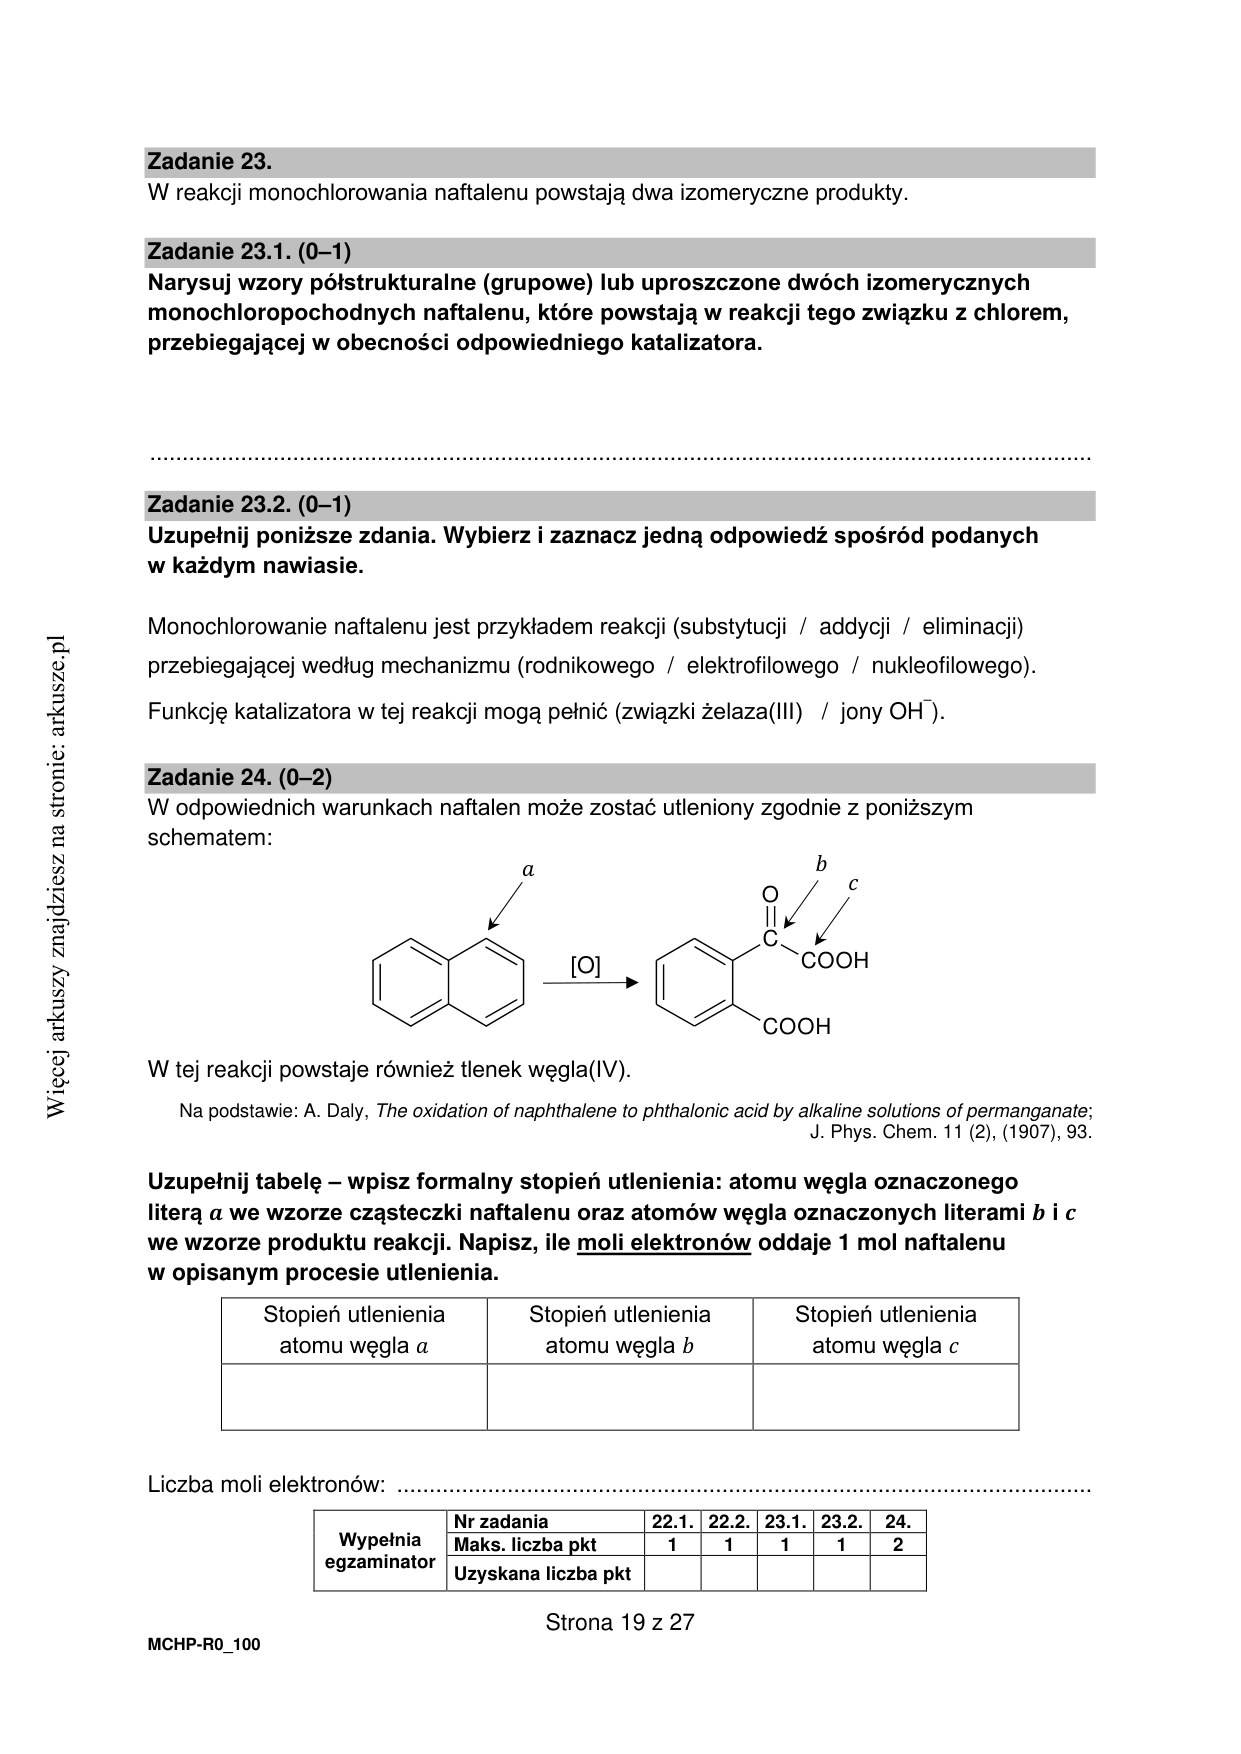 Zadanie 23.
W reakcji monochlorowania naftalenu powstają dwa izomeryczne produkty.
Zadanie 23.1. (0–1)
Narysuj wzory półstrukturalne (grupowe) lub uproszczone dwóch izomerycznych
monochloropochodnych naftalenu, które powstają w reakcji tego związku z chlorem,
przebiegającej w obecności odpowiedniego katalizatora.
Zadanie 23.2. (0–1)
Uzupełnij poniższe zdania. Wybierz i zaznacz jedną odpowiedź spośród podanych
w każdym nawiasie.
Monochlorowanie naftalenu jest przykładem reakcji (substytucji / addycji / eliminacji)
przebiegającej według mechanizmu (rodnikowego / elektrofilowego / nukleofilowego).
Funkcję katalizatora w tej reakcji mogą pełnić (związki żelaza(III) / jony OH⁻).
Zadanie 24. (0–2)
W odpowiednich warunkach naftalen może zostać utleniony zgodnie z poniższym
schematem:
a
b
c
O
C
COOH
[O]
COOH
W tej reakcji powstaje również tlenek węgla(IV).
Na podstawie: A. Daly, The oxidation of naphthalene to phthalonic acid by alkaline solutions of permanganate;
J. Phys. Chem. 11 (2), (1907), 93.
Uzupełnij tabelę – wpisz formalny stopień utlenienia: atomu węgla oznaczonego
literą a we wzorze cząsteczki naftalenu oraz atomów węgla oznaczonych literami b i c
we wzorze produktu reakcji. Napisz, ile moli elektronów oddaje 1 mol naftalenu
w opisanym procesie utlenienia.
Stopień utlenienia atomu węgla a
Stopień utlenienia atomu węgla b
Stopień utlenienia atomu węgla c
Liczba moli elektronów: ........................................................................................................
Wypełnia egzaminator
Nr zadania 22.1. 22.2. 23.1. 23.2. 24.
Maks. liczba pkt 1 1 1 1 2
Uzyskana liczba pkt
Strona 19 z 27
MCHP-R0_100
Więcej arkuszy znajdziesz na stronie: arkusze.pl